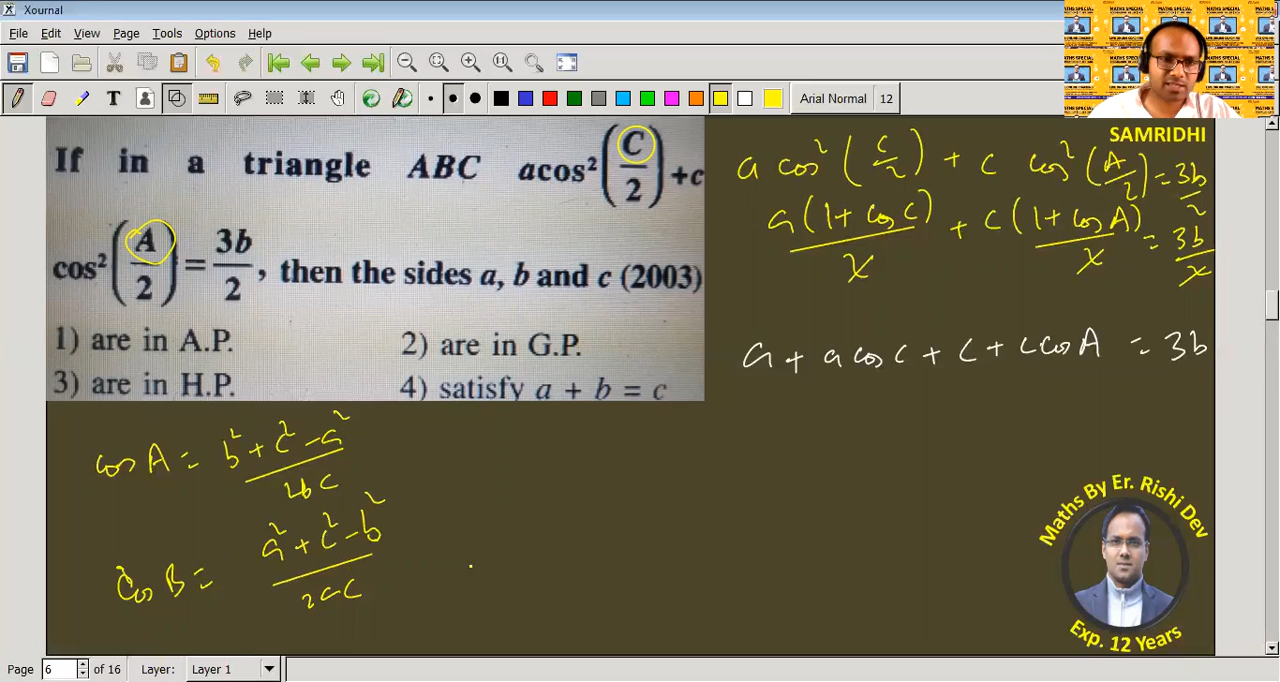 Xournal
File Edit View Page Tools Options Help
Arial Normal 12
If in a triangle ABC acos²(C/2)+c
cos²(A/2) = 3b/2, then the sides a, b and c (2003)
1) are in A.P. 2) are in G.P.
3) are in H.P. 4) satisfy a + b = c
SAMRIDHI
a cos²(C/2) + c cos²(A/2) = 3b/2
a(1 + cos C)/2 + c(1 + cos A)/2 = 3b/2
a + a cos C + c + c cos A = 3b
cos A = b² + c² - a² / 2bc
Cos B = a² + c² - b² / 2ac
Maths By Er. Rishi Dev
Exp. 12 Years
Page 6 of 16 Layer: Layer 1